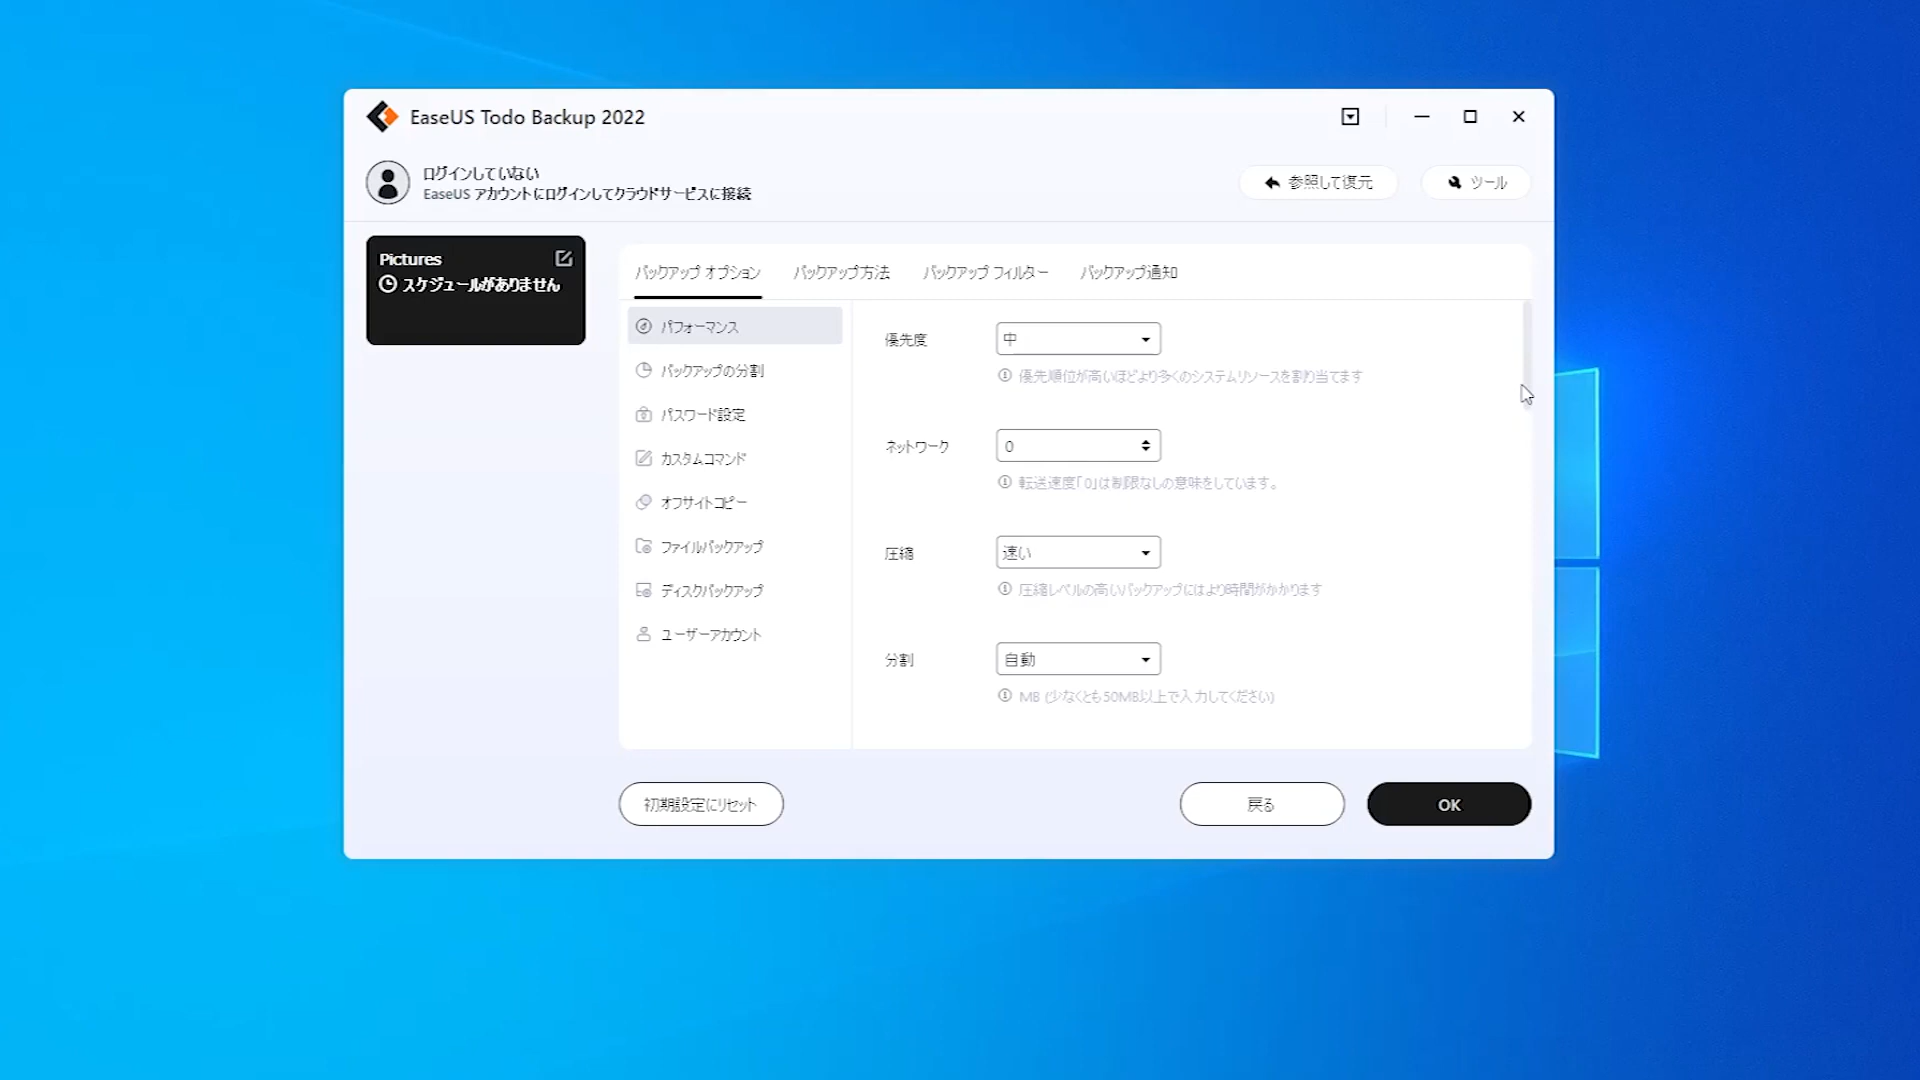 EaseUS Todo Backup 2022
ログインしていない
EaseUS アカウントにログインしてクラウドサービスに接続
参照して復元
ツール
Pictures
スケジュールがありません
バックアップ オプション
バックアップ方法
バックアップ フィルター
バックアップ通知
パフォーマンス
バックアップの分割
パスワード設定
カスタムコマンド
オフサイトコピー
ファイルバックアップ
ディスクバックアップ
ユーザーアカウント
優先度
中
優先順位が高いほどより多くのシステムリソースを割り当てます
ネットワーク
0
転送速度「0」は制限なしの意味をしています。
圧縮
速い
圧縮レベルの高いバックアップにはより時間がかかります
分割
自動
MB (少なくとも50MB以上で入力してください)
初期設定にリセット
戻る
OK